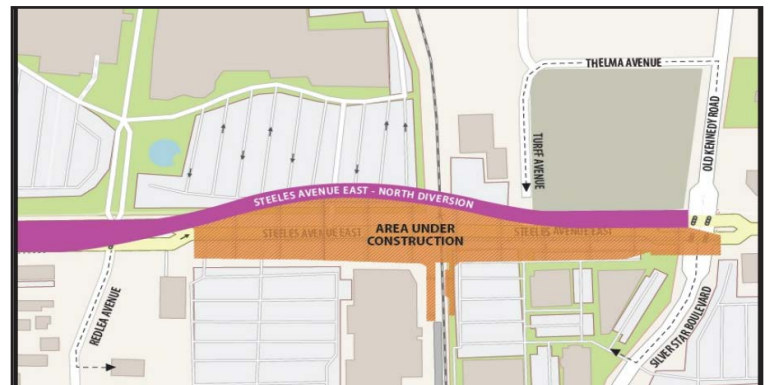 THELMA AVENUE
OLD KENNEDY ROAD
TURFF AVENUE
STEELES AVENUE EAST - NORTH DIVERSION
STEELES AVENUE EAST
AREA UNDER
CONSTRUCTION
STEELES AVENUE EAST
REDLEA AVENUE
SILVER STAR BOULEVARD